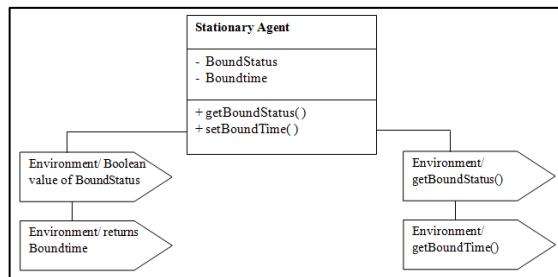 Stationary Agent
- BoundStatus
- Boundtime
+ getBoundStatus( )
+ setBoundTime( )
Environment/ Boolean
value of BoundStatus
Environment/ returns
Boundtime
Environment/
getBoundStatus()
Environment/
getBoundTime()